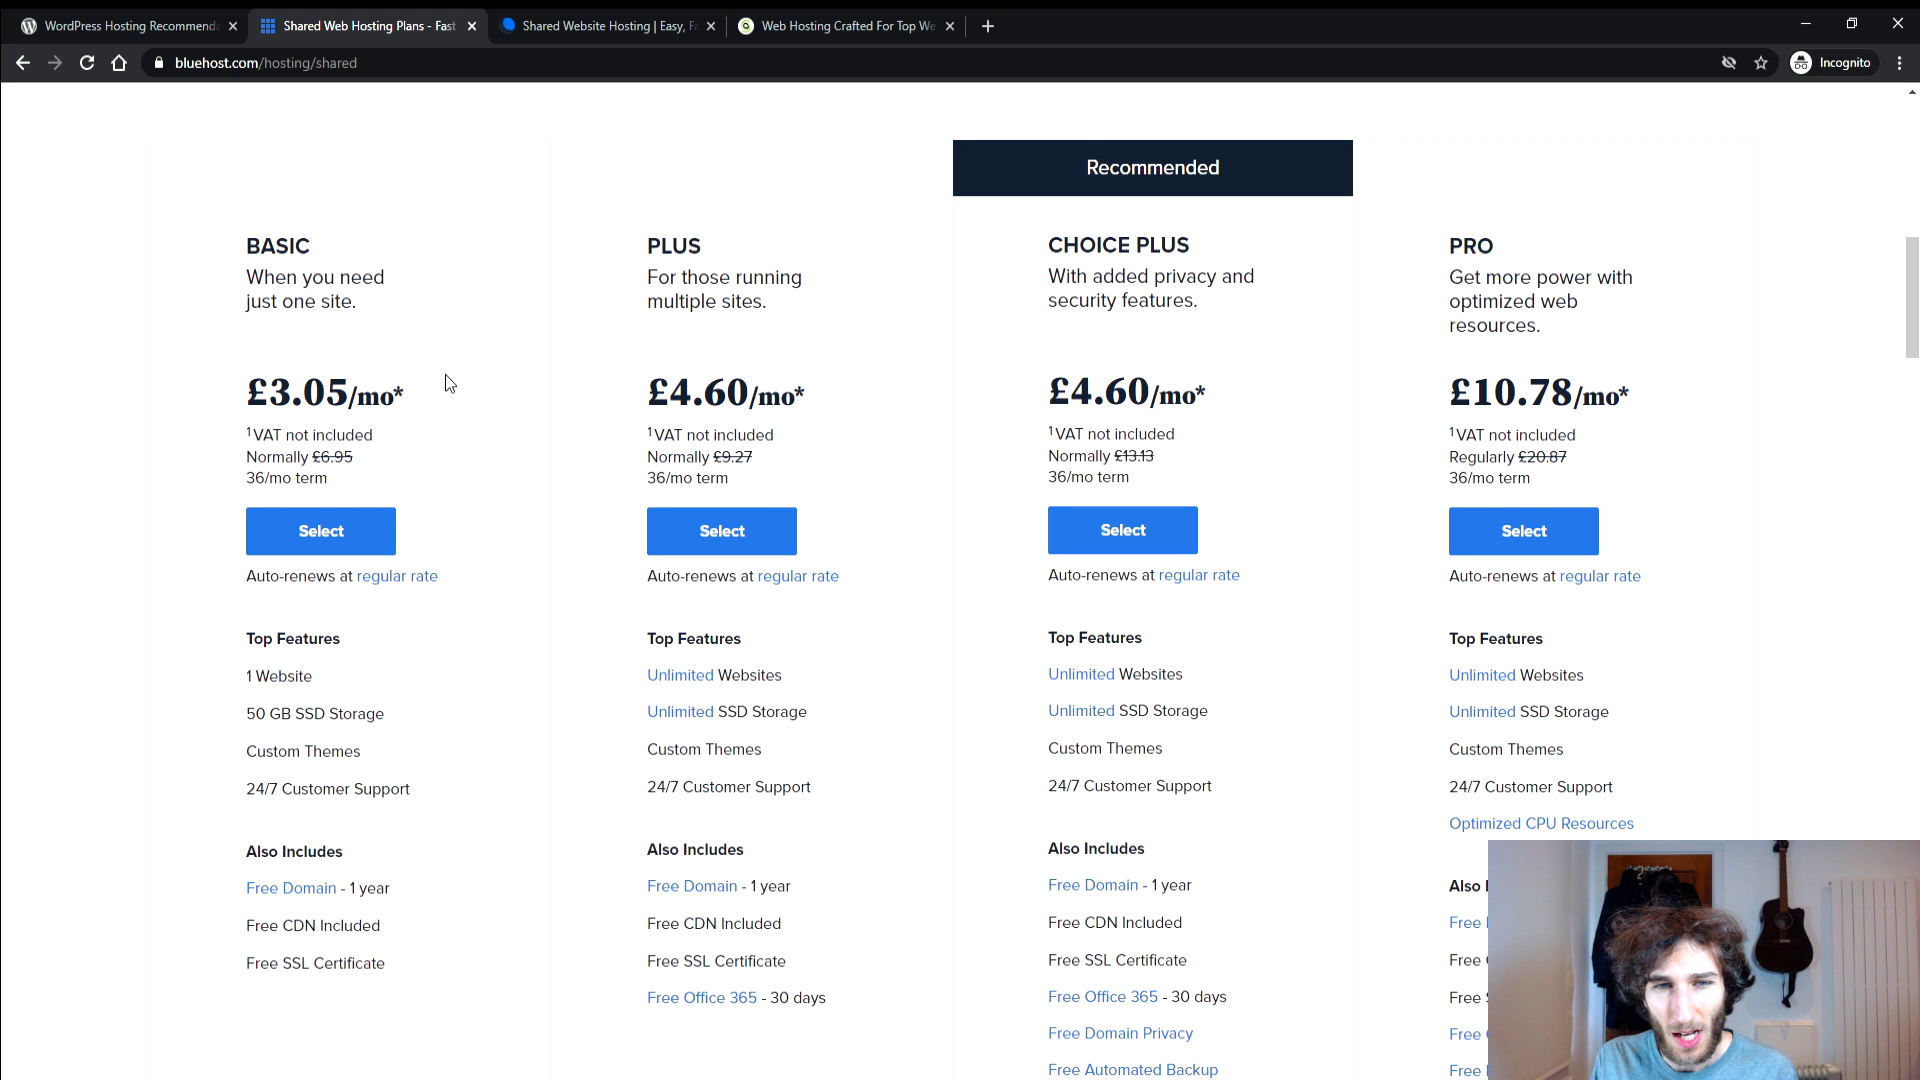 WordPress Hosting Recommenda
Shared Web Hosting Plans - Fast
Shared Website Hosting | Easy, Fa
Web Hosting Crafted For Top We
bluehost.com/hosting/shared
Incognito
BASIC
When you need
just one site.
£3.05/mo*
1 VAT not included
Normally £6.95
36/mo term
Select
Auto-renews at regular rate
Top Features
1 Website
50 GB SSD Storage
Custom Themes
24/7 Customer Support
Also Includes
Free Domain - 1 year
Free CDN Included
Free SSL Certificate
PLUS
For those running
multiple sites.
£4.60/mo*
1 VAT not included
Normally £9.27
36/mo term
Select
Auto-renews at regular rate
Top Features
Unlimited Websites
Unlimited SSD Storage
Custom Themes
24/7 Customer Support
Also Includes
Free Domain - 1 year
Free CDN Included
Free SSL Certificate
Free Office 365 - 30 days
Recommended
CHOICE PLUS
With added privacy and
security features.
£4.60/mo*
1 VAT not included
Normally £13.13
36/mo term
Select
Auto-renews at regular rate
Top Features
Unlimited Websites
Unlimited SSD Storage
Custom Themes
24/7 Customer Support
Also Includes
Free Domain - 1 year
Free CDN Included
Free SSL Certificate
Free Office 365 - 30 days
Free Domain Privacy
Free Automated Backup
PRO
Get more power with
optimized web
resources.
£10.78/mo*
1 VAT not included
Regularly £20.87
36/mo term
Select
Auto-renews at regular rate
Top Features
Unlimited Websites
Unlimited SSD Storage
Custom Themes
24/7 Customer Support
Optimized CPU Resources
Also
Free
Free
Free
Free
Free